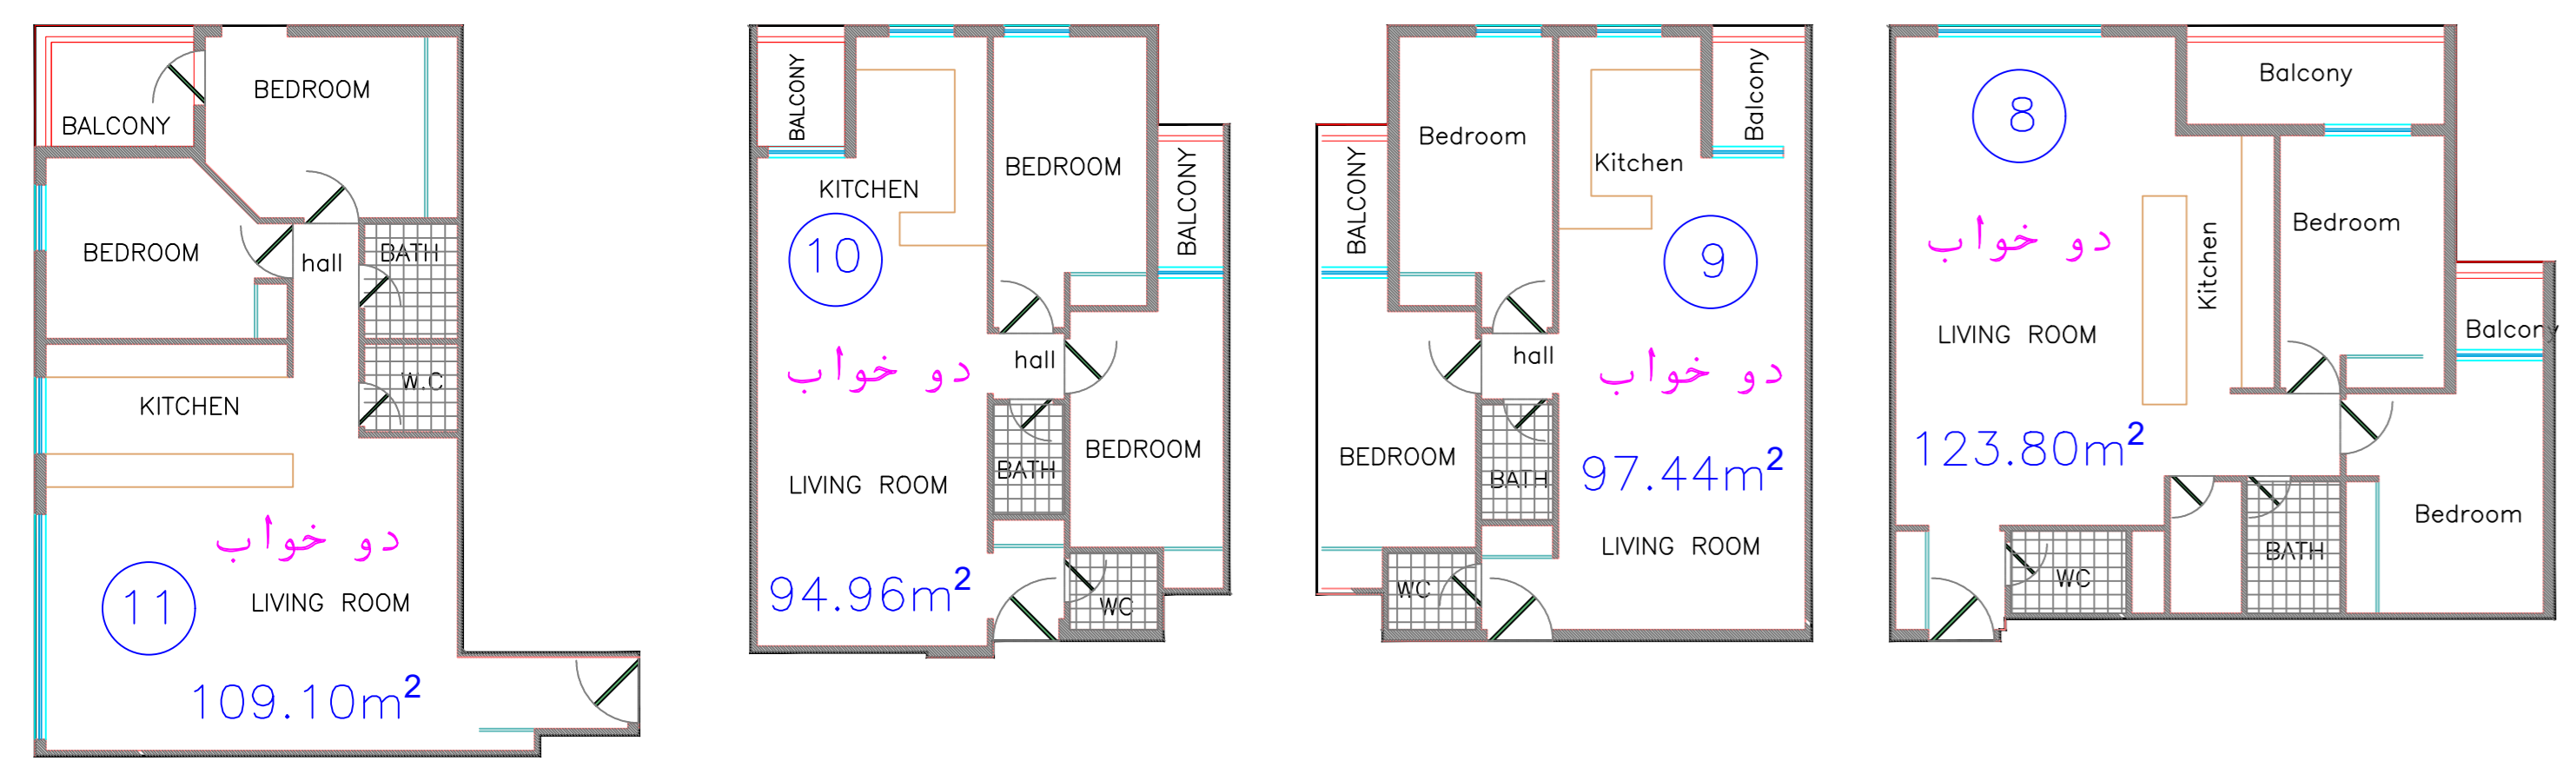 BALCONY
BEDROOM
BEDROOM
hall
BATH
W.C
KITCHEN
دو خواب
11
LIVING ROOM
109.10m²
BALCONY
KITCHEN
BEDROOM
BALCONY
10
hall
دو خواب
BATH
BEDROOM
LIVING ROOM
94.96m²
WC
Bedroom
Kitchen
Balcony
BALCONY
9
hall
دو خواب
BEDROOM
BATH
97.44m²
LIVING ROOM
WC
8
Balcony
دو خواب
Kitchen
Bedroom
LIVING ROOM
Balcony
123.80m²
Bedroom
BATH
WC